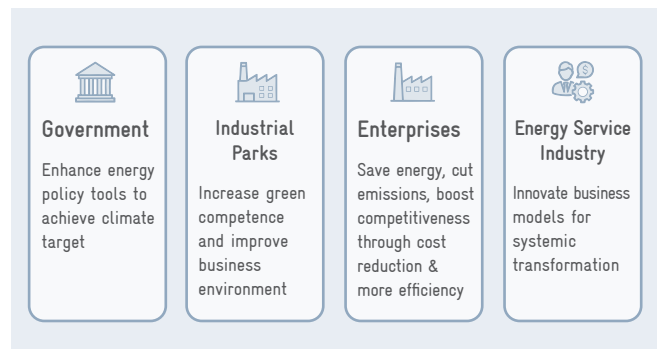 Government
Enhance energy
policy tools to
achieve climate
target
Industrial
Parks
Increase green
competence
and improve
business
environment
Enterprises
Save energy, cut
emissions, boost
competitiveness
through cost
reduction &
more efficiency
Energy Service
Industry
Innovate business
models for
systemic
transformation